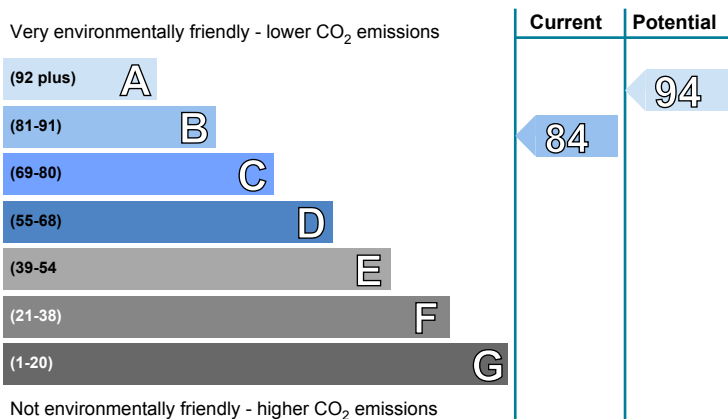 Very environmentally friendly - lower CO2 emissions
Current
Potential
(92 plus) A
(81-91) B
(69-80) C
(55-68) D
(39-54 E
(21-38) F
(1-20) G
84
94
Not environmentally friendly - higher CO2 emissions